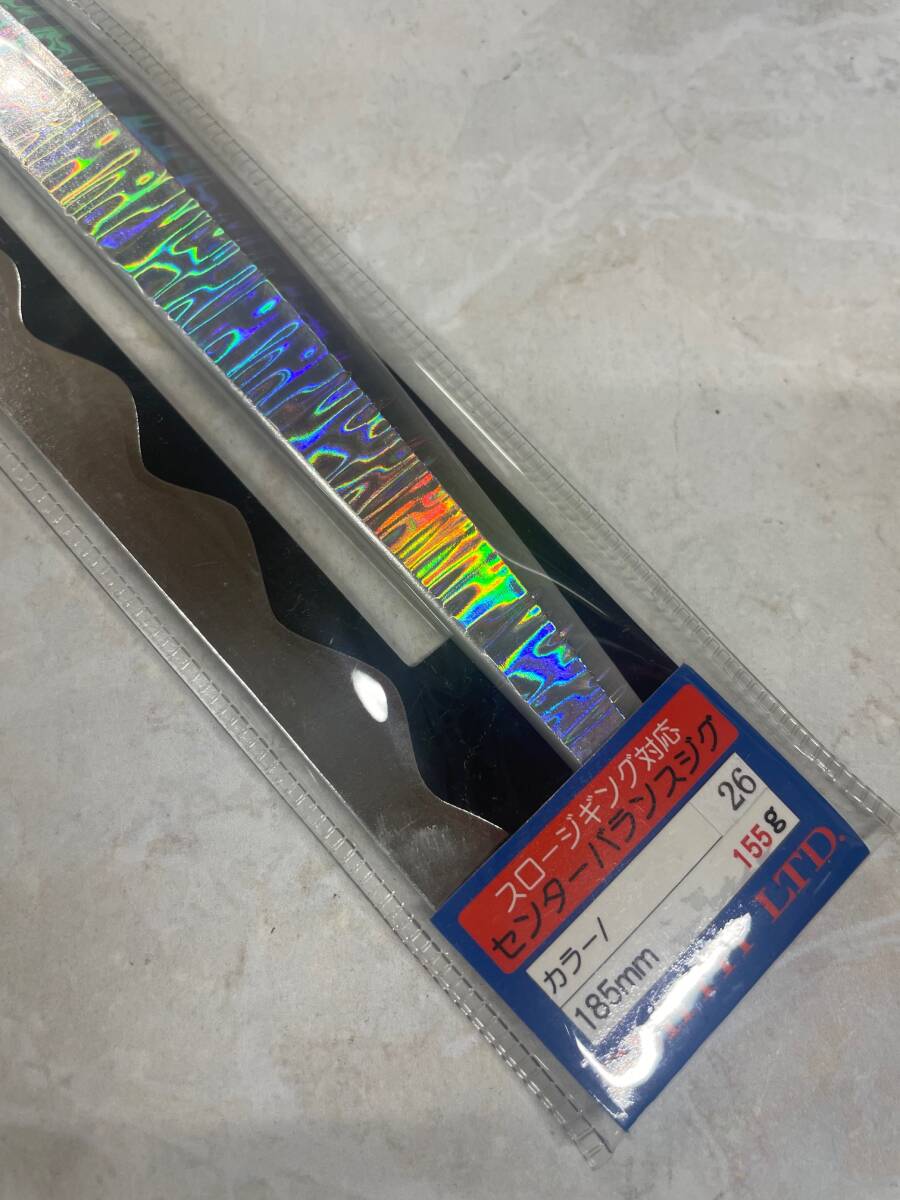 スロージギング対応
センターバランスジグ
カラー/ 26
185mm 155g
LTD.